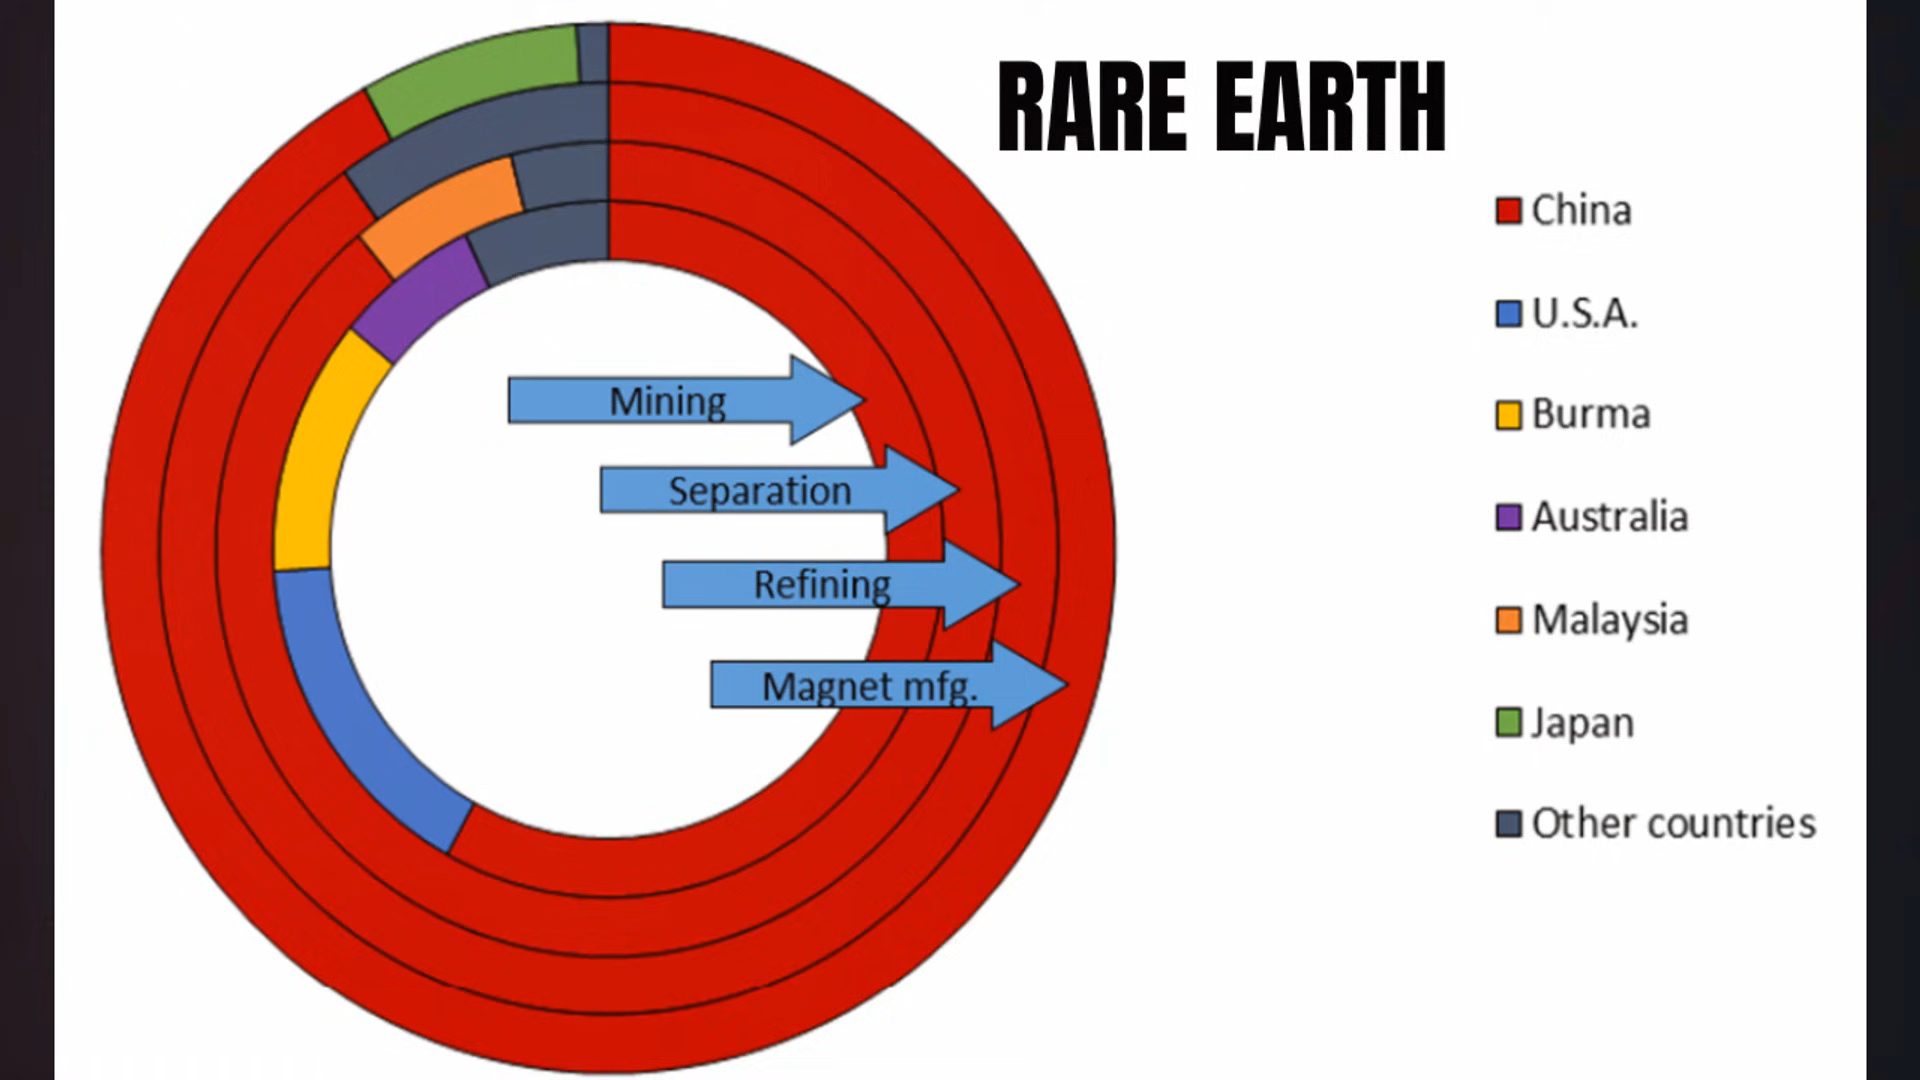 RARE EARTH
Mining
Separation
Refining
Magnet mfg.
China
U.S.A.
Burma
Australia
Malaysia
Japan
Other countries